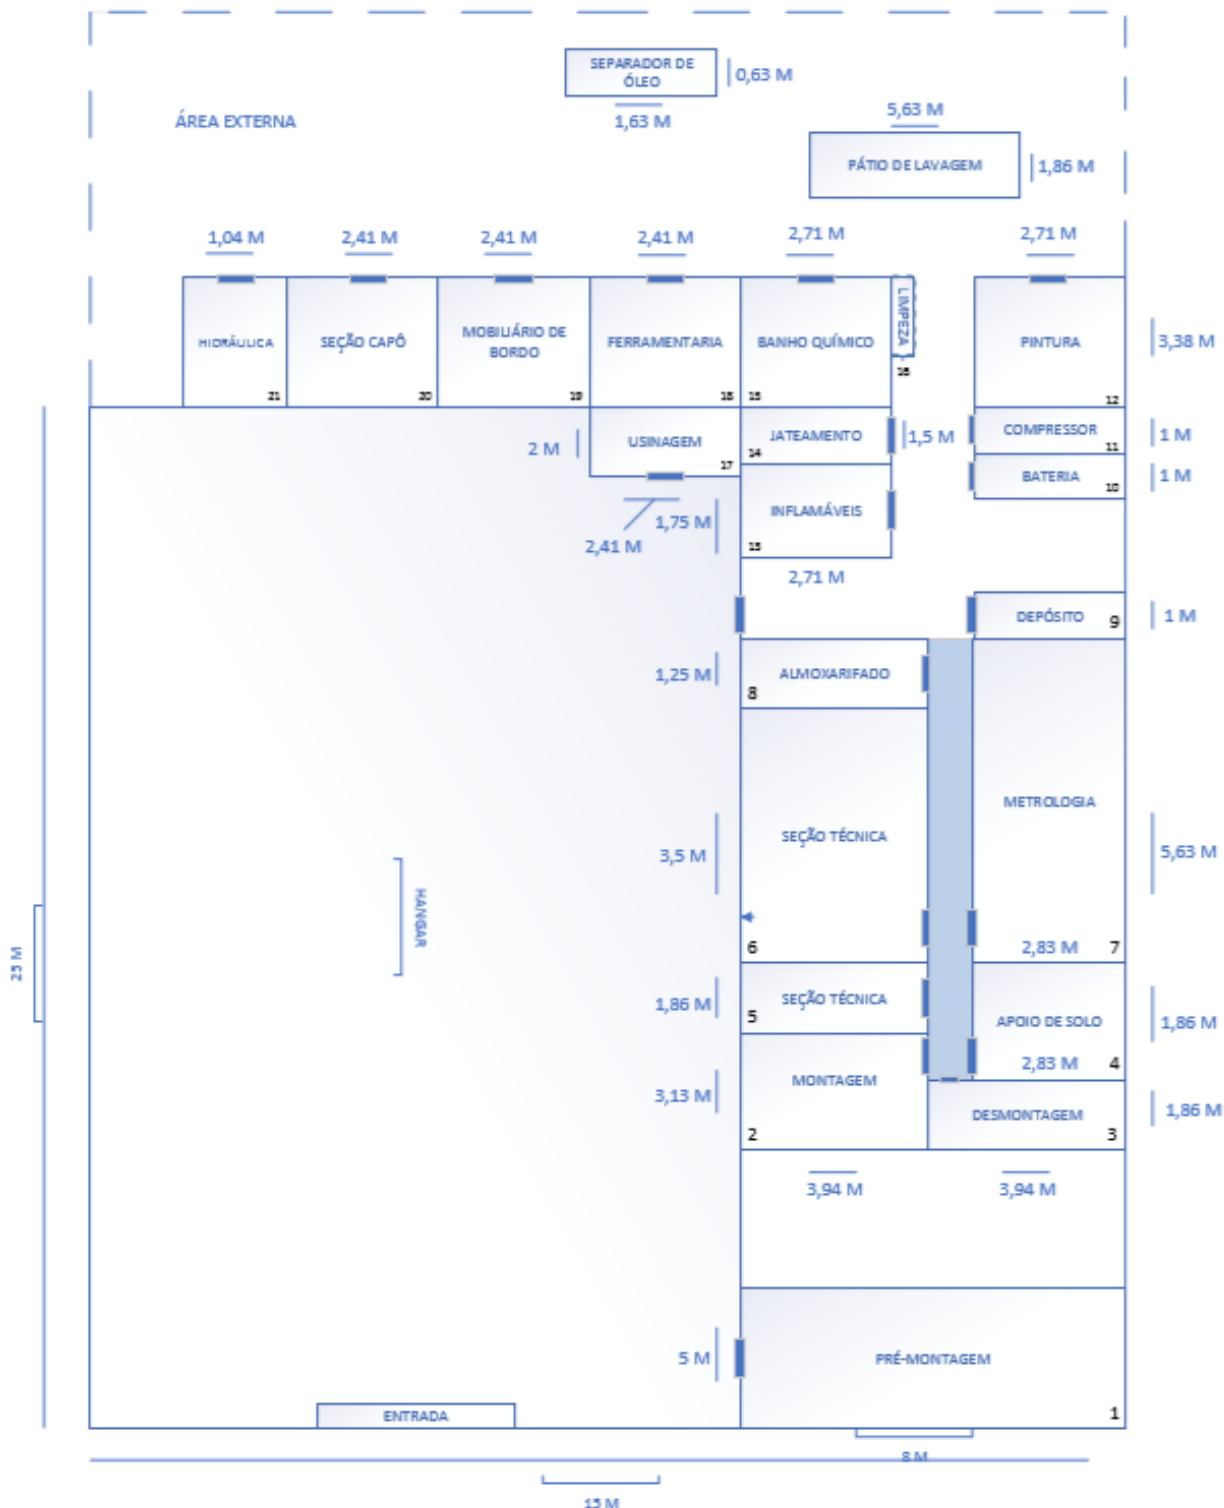 SEPARADOR DE
ÓLEO
0,63 M
1,63 M
ÁREA EXTERNA
5,63 M
PÁTIO DE LAVAGEM
1,86 M
1,04 M
2,41 M
2,41 M
2,41 M
2,71 M
2,71 M
HIDRÁULICA
21
SEÇÃO CAPÔ
20
MOBILIÁRIO DE
BORDO
19
FERRAMENTARIA
18
BANHO QUÍMICO
15
LIMPEZA
16
PINTURA
12
3,38 M
2 M
USINAGEM
17
JATEAMENTO
14
1,5 M
COMPRESSOR
11
1 M
BATERIA
10
1 M
2,41 M
1,75 M
INFLAMÁVEIS
13
2,71 M
DEPÓSITO
9
1 M
1,25 M
ALMOXARIFADO
8
METROLOGIA
2,83 M
7
5,63 M
3,5 M
SEÇÃO TÉCNICA
6
HANGAR
25 M
1,86 M
SEÇÃO TÉCNICA
5
APOIO DE SOLO
2,83 M
4
1,86 M
3,13 M
MONTAGEM
2
DESMONTAGEM
3
1,86 M
3,94 M
3,94 M
5 M
PRÉ-MONTAGEM
1
ENTRADA
8 M
15 M